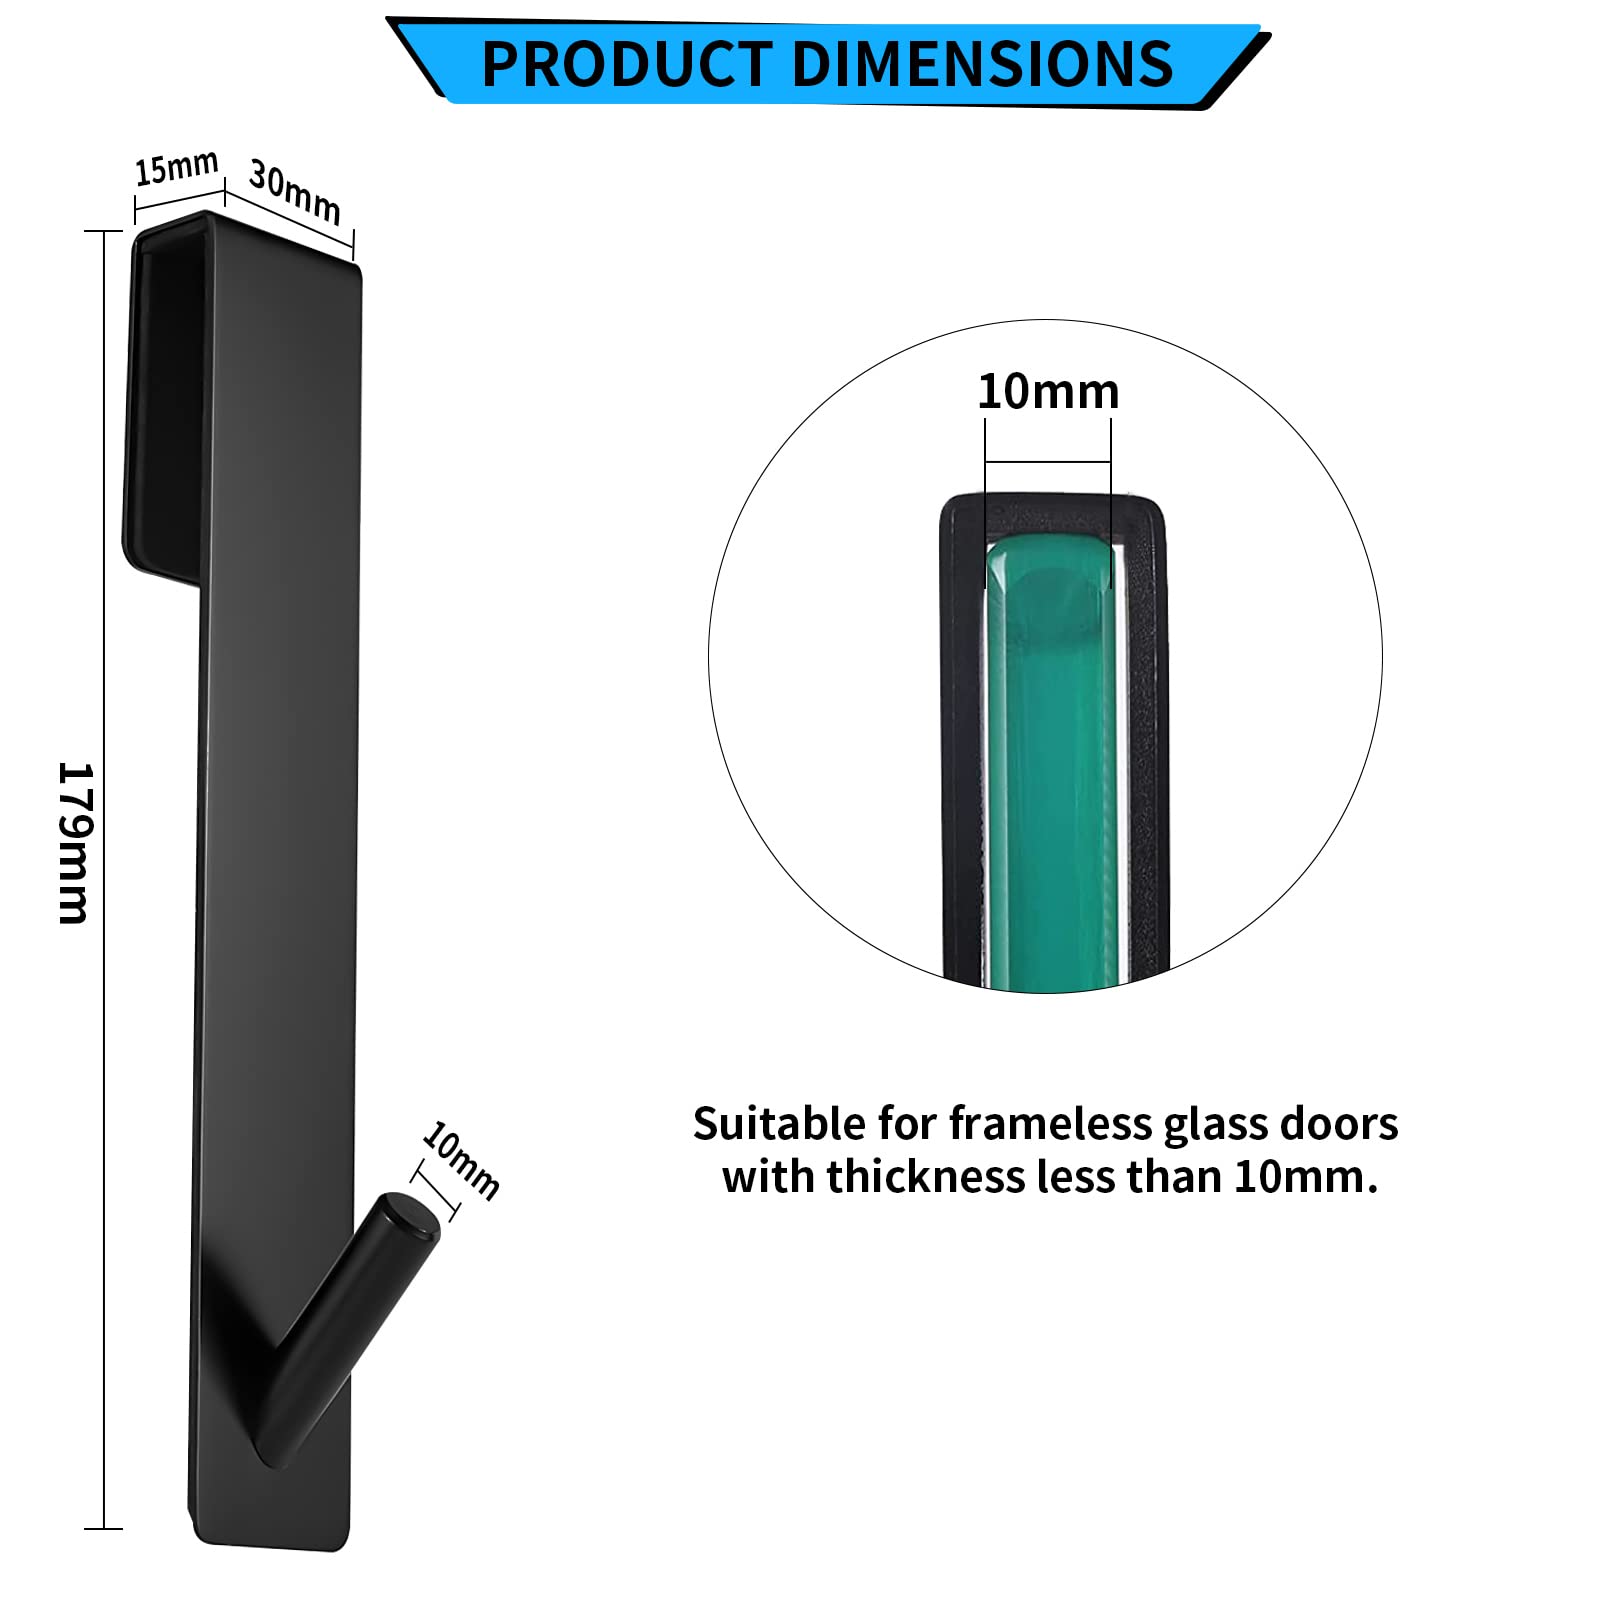 PRODUCT DIMENSIONS
15mm
30mm
179mm
10mm
10mm
Suitable for frameless glass doors
with thickness less than 10mm.